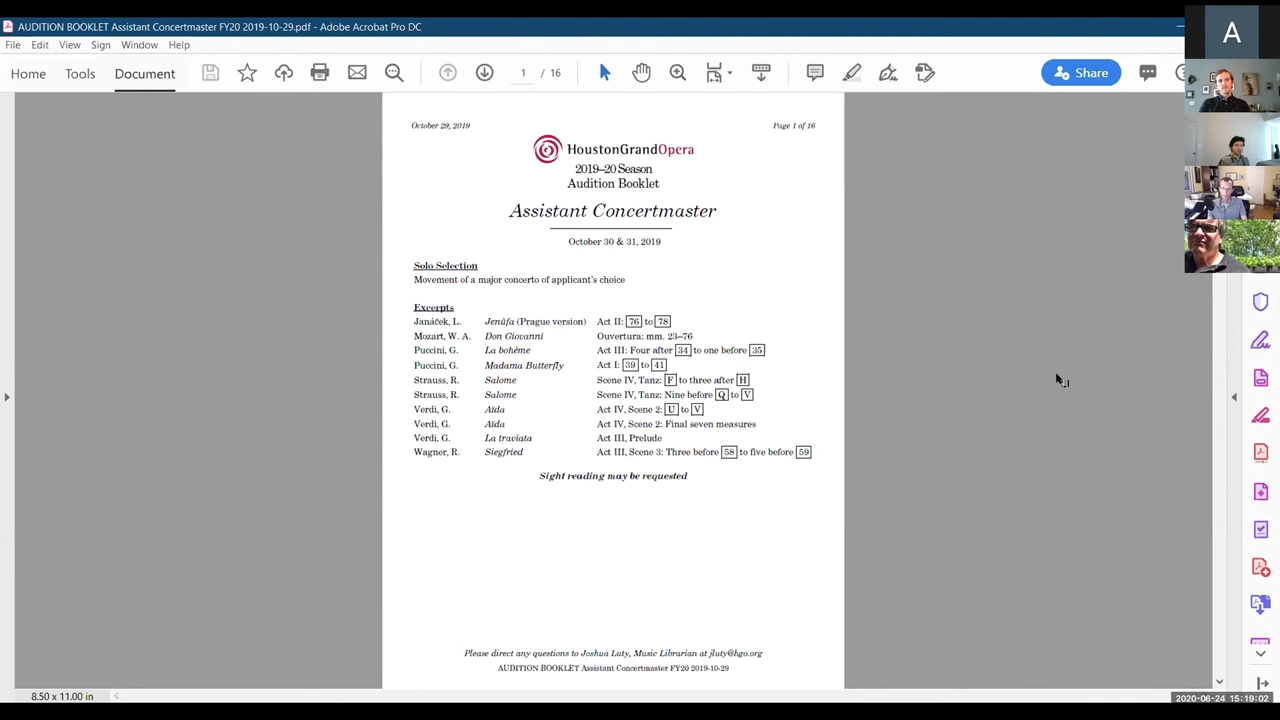 AUDITION BOOKLET Assistant Concertmaster FY20 2019-10-29.pdf - Adobe Acrobat Pro DC
File Edit View Sign Window Help
Home Tools Document 1 / 16 Share
A
October 29, 2019 Page 1 of 16
HoustonGrandOpera
2019–20 Season
Audition Booklet
Assistant Concertmaster
October 30 & 31, 2019
Solo Selection
Movement of a major concerto of applicant's choice
Excerpts
Janáček, L. Jenůfa (Prague version) Act II: 76 to 78
Mozart, W. A. Don Giovanni Ouvertura: mm. 23–76
Puccini, G. La bohème Act III: Four after 34 to one before 35
Puccini, G. Madama Butterfly Act I: 39 to 41
Strauss, R. Salome Scene IV, Tanz: F to three after H
Strauss, R. Salome Scene IV, Tanz: Nine before Q to V
Verdi, G. Aïda Act IV, Scene 2: U to V
Verdi, G. Aïda Act IV, Scene 2: Final seven measures
Verdi, G. La traviata Act III, Prelude
Wagner, R. Siegfried Act III, Scene 3: Three before 58 to five before 59
Sight reading may be requested
Please direct any questions to Joshua Luty, Music Librarian at jluty@hgo.org
AUDITION BOOKLET Assistant Concertmaster FY20 2019-10-29
8.50 x 11.00 in
2020-06-24 15:19:02